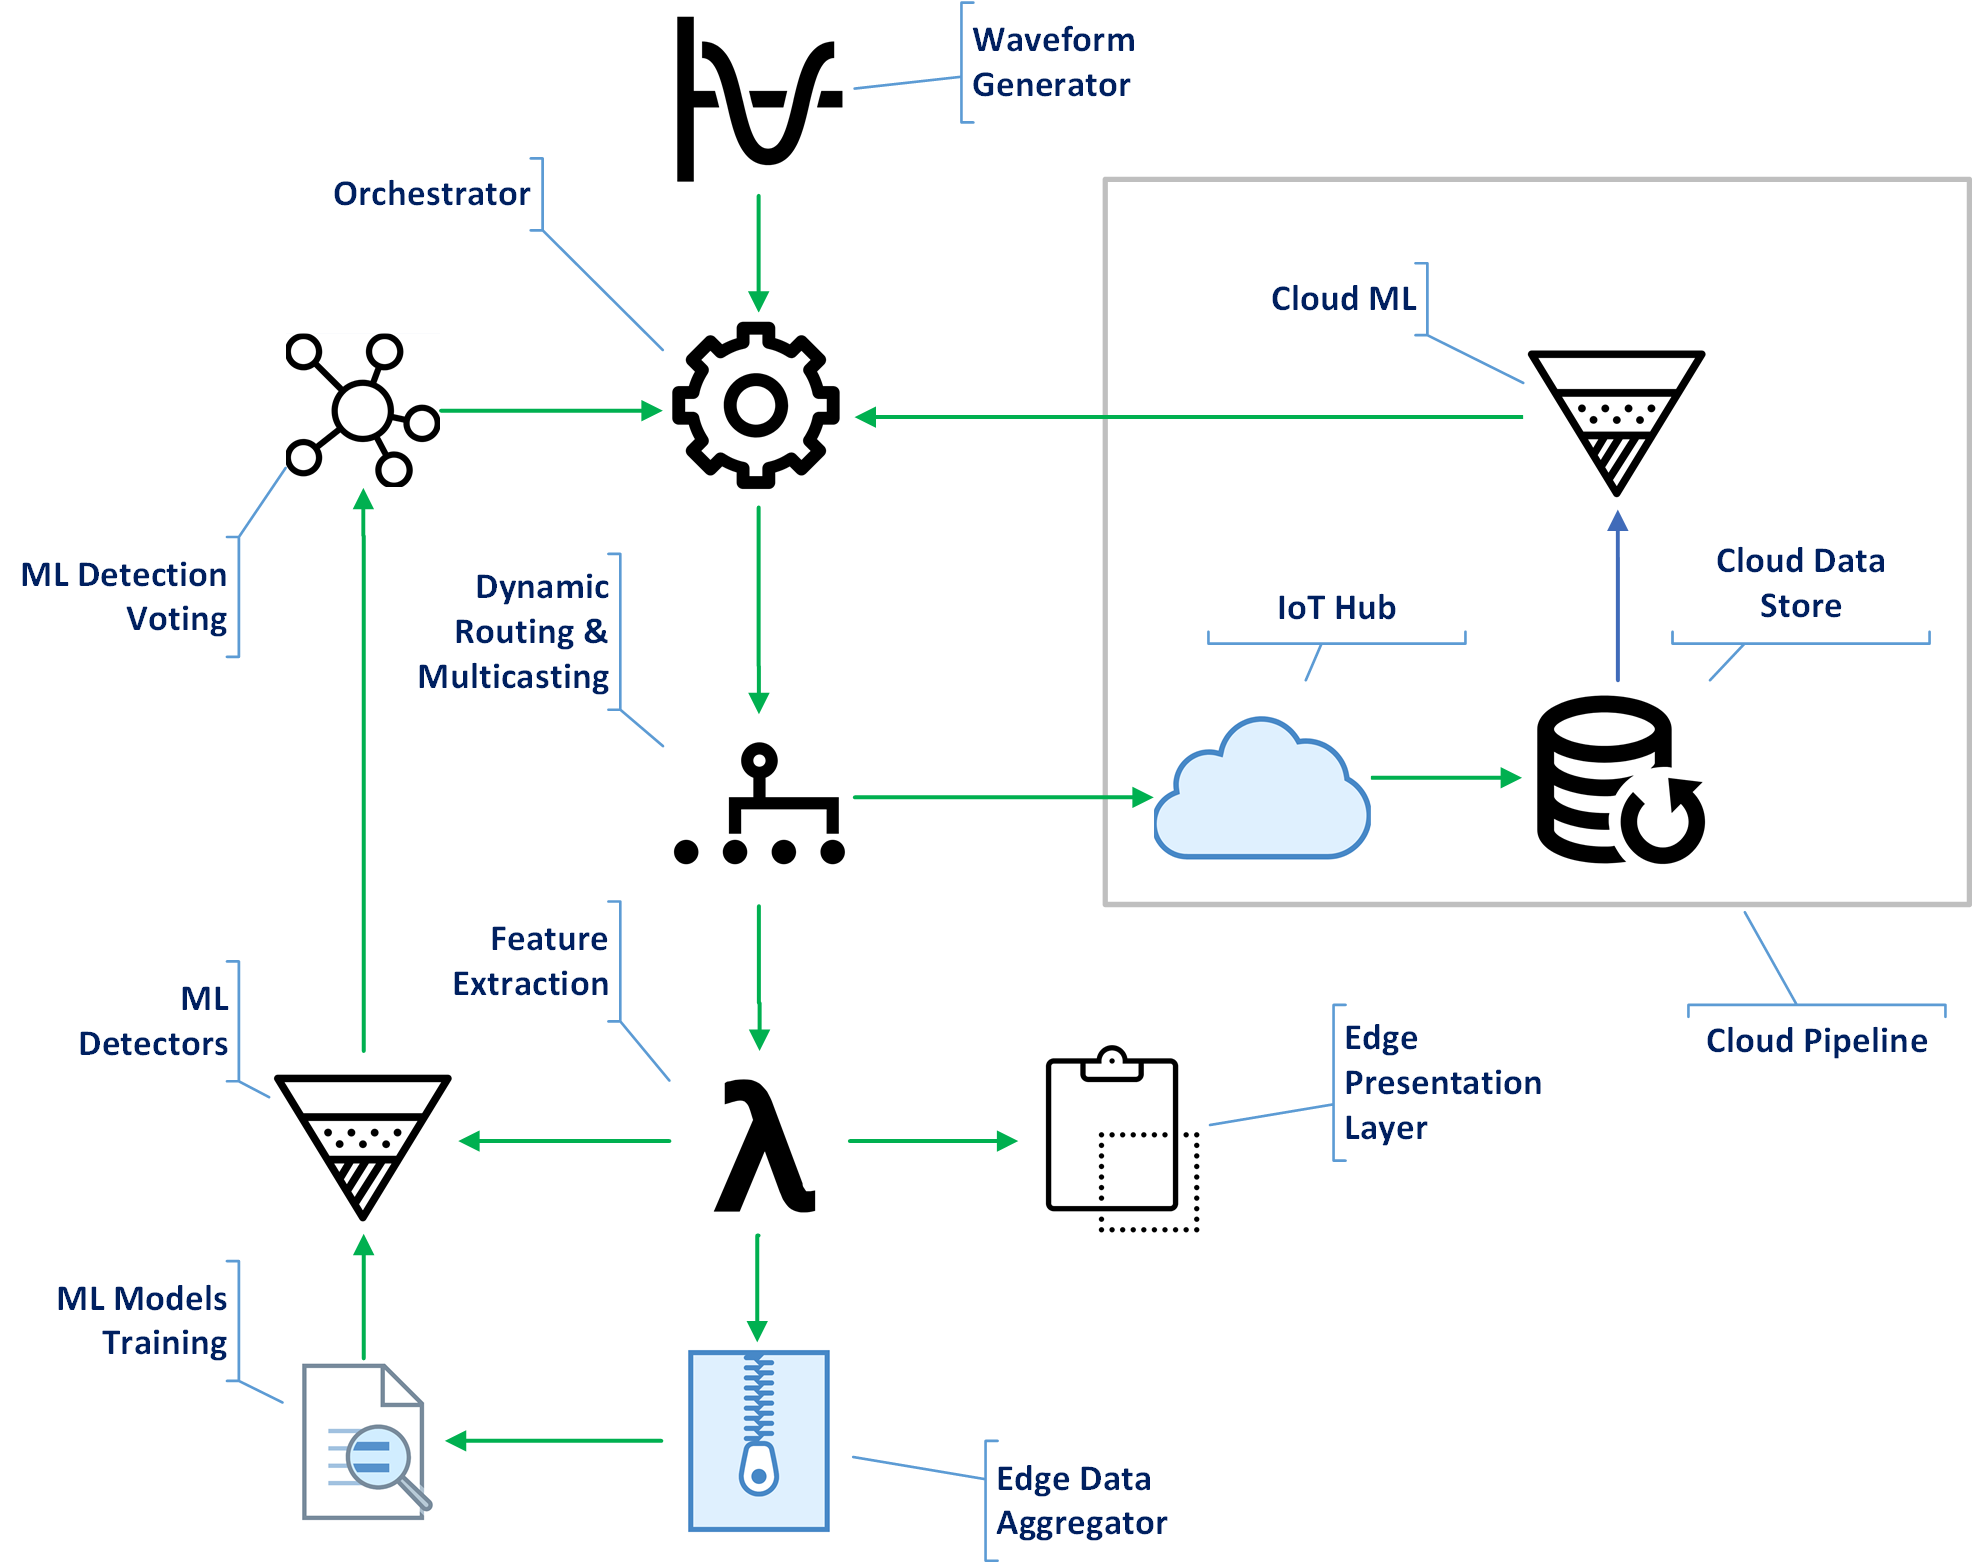 Waveform
Generator
Orchestrator
Cloud ML
ML Detection
Voting
Dynamic
Routing &
Multicasting
IoT Hub
Cloud Data
Store
Feature
Extraction
ML
Detectors
Edge
Presentation
Layer
Cloud Pipeline
ML Models
Training
Edge Data
Aggregator